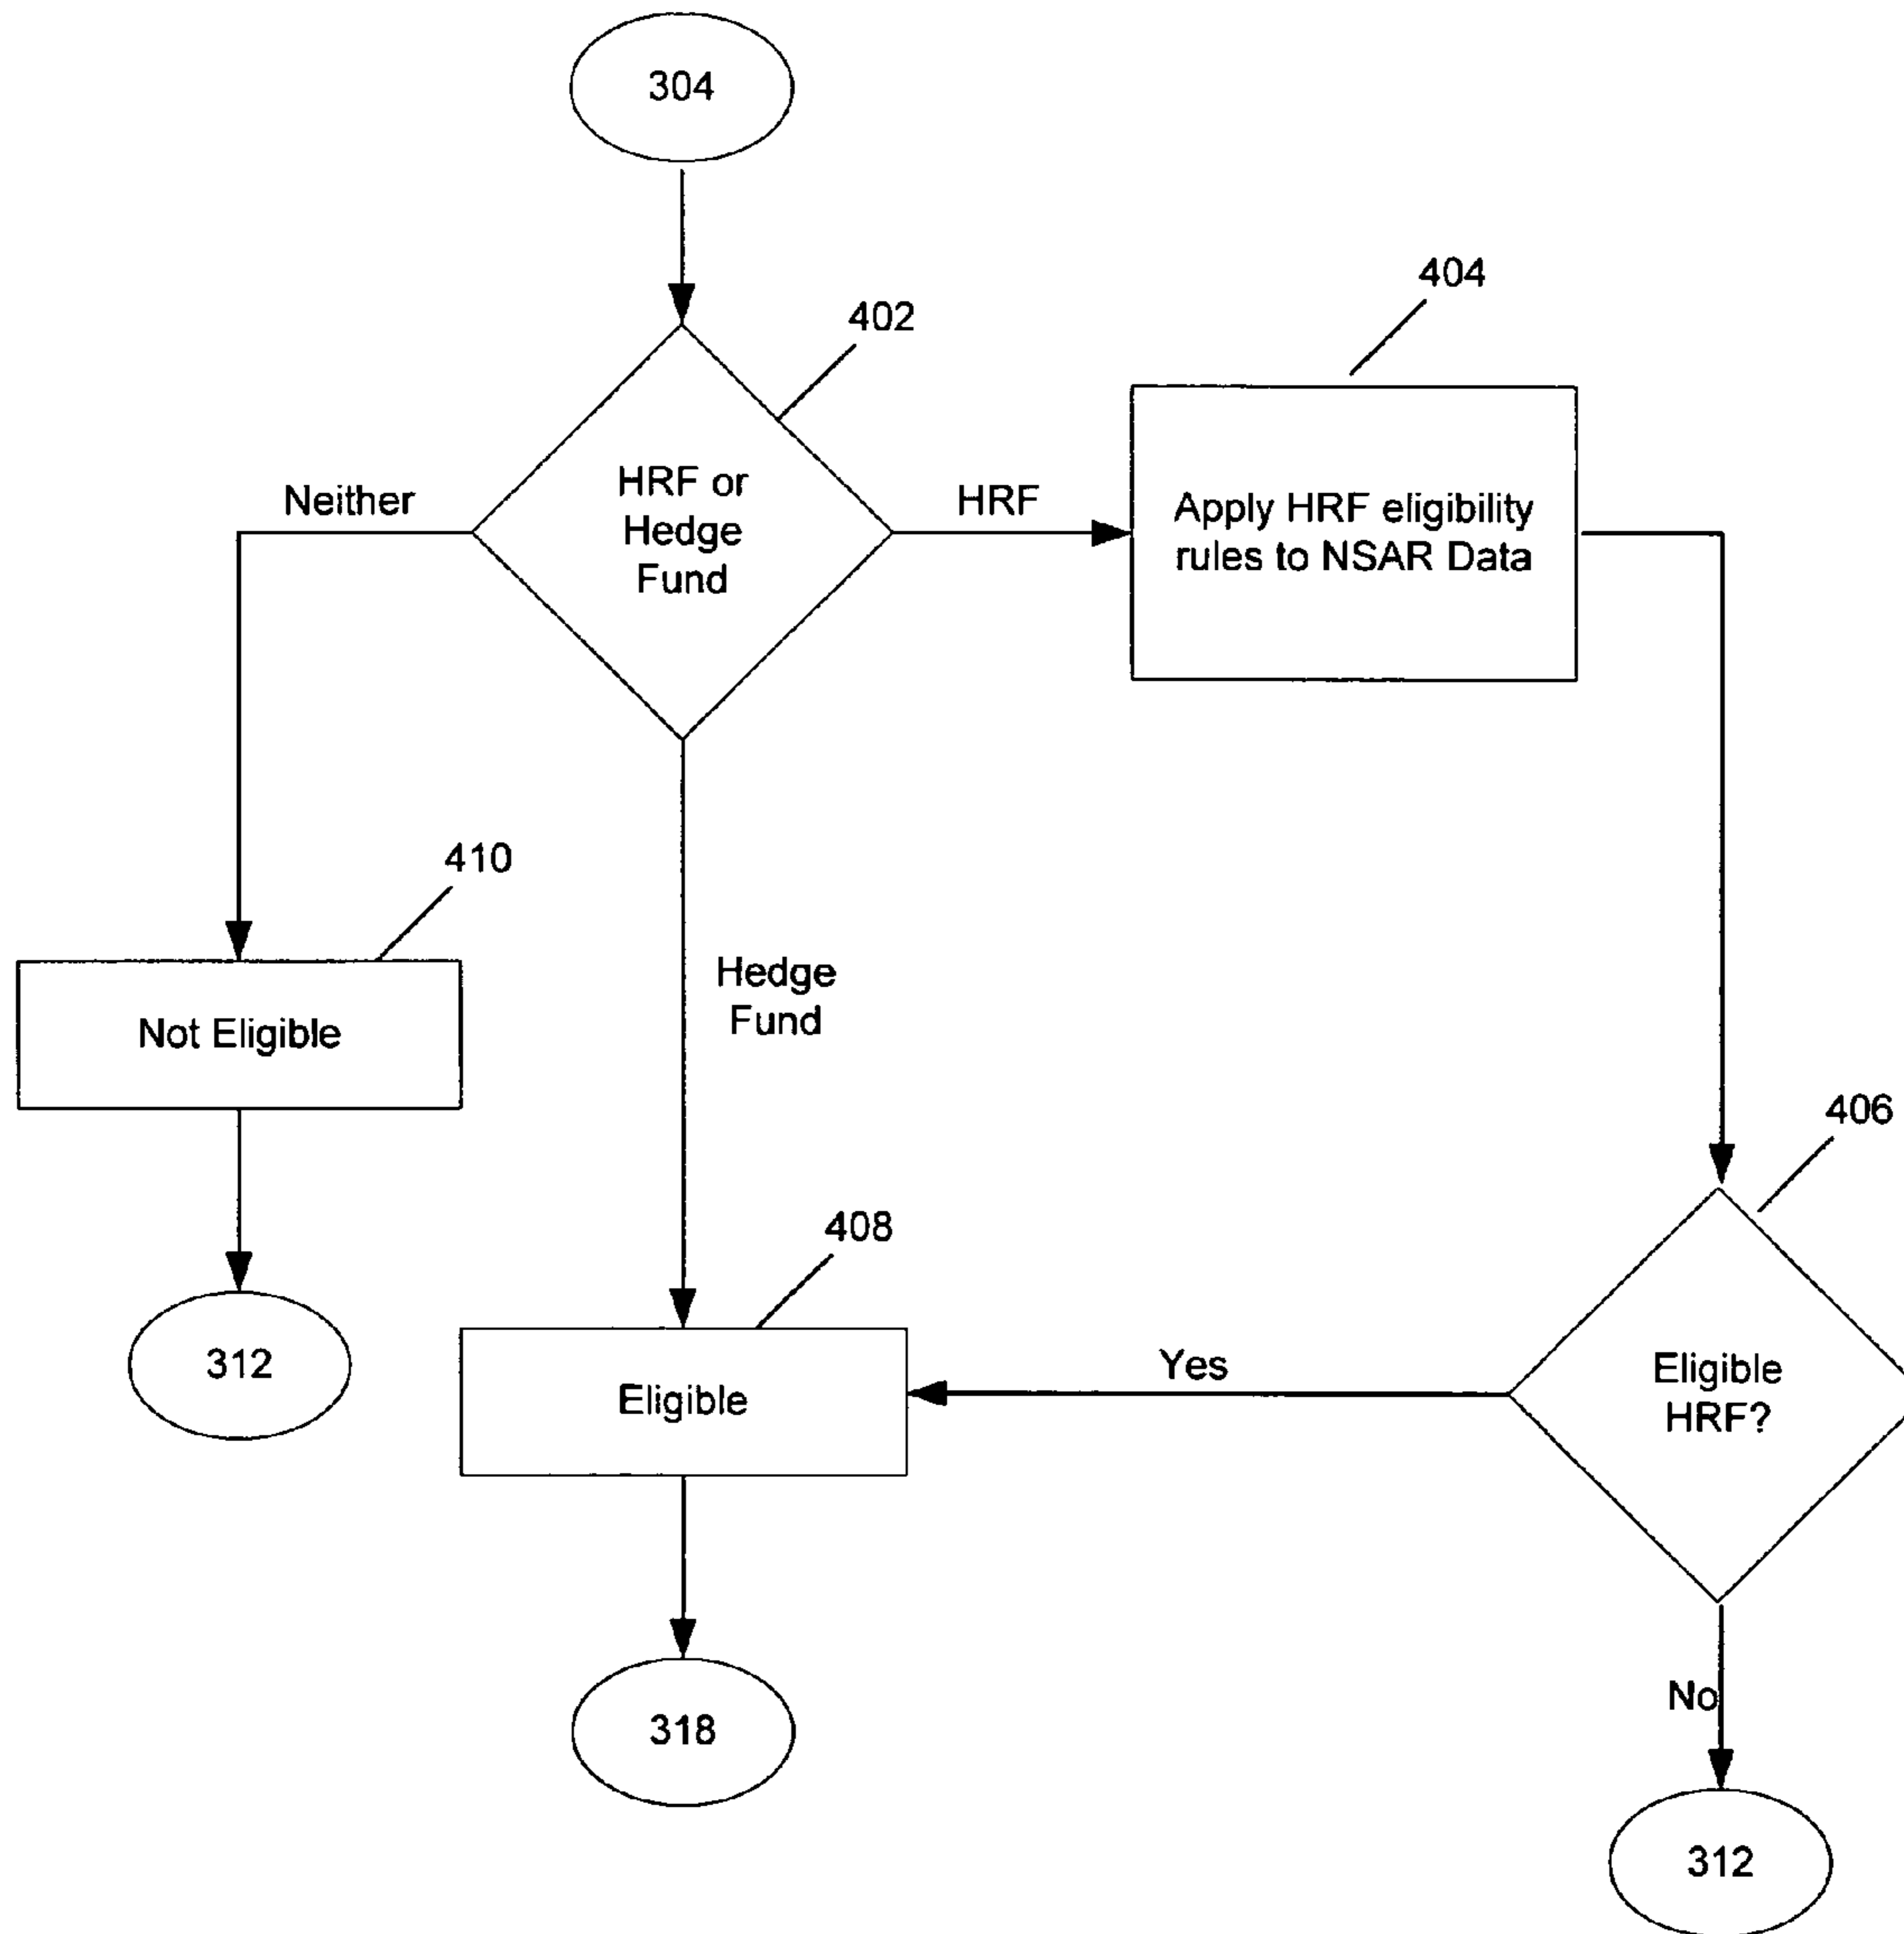 304
402
404
HRF or
Hedge
Fund
Neither
HRF
Apply HRF eligibility
rules to NSAR Data
410
Not Eligible
Hedge
Fund
406
408
312
Eligible
Yes
Eligible
HRF?
318
No
312